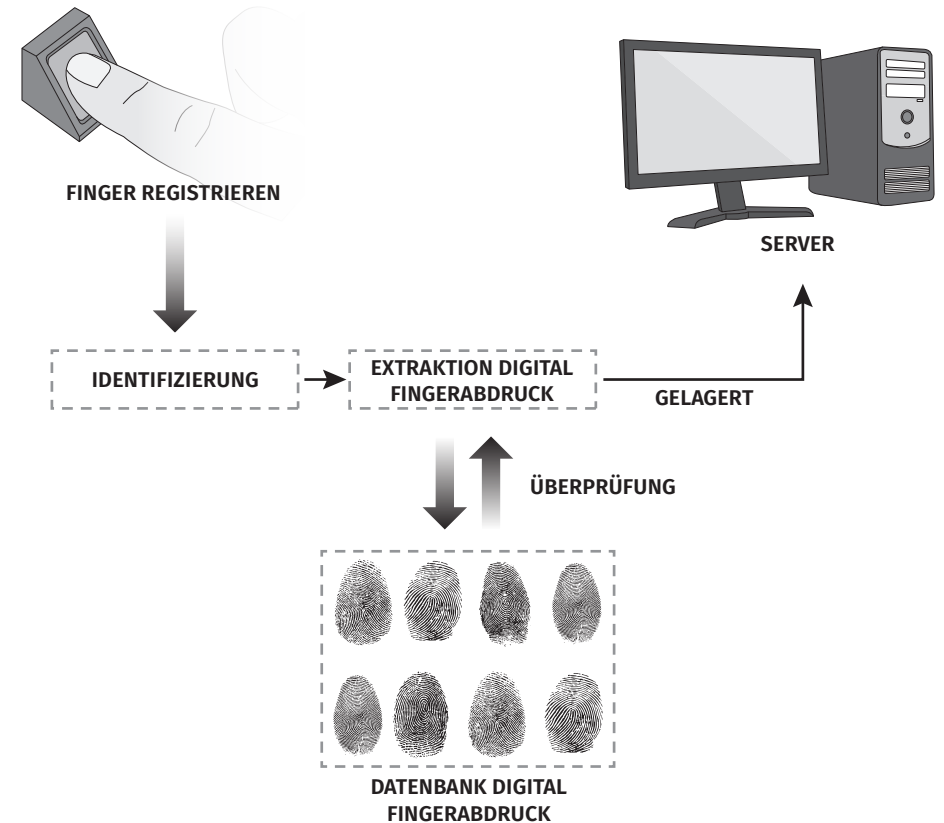 FINGER REGISTRIEREN
SERVER
IDENTIFIZIERUNG
EXTRAKTION DIGITAL
FINGERABDRUCK
GELAGERT
ÜBERPRÜFUNG
DATENBANK DIGITAL
FINGERABDRUCK